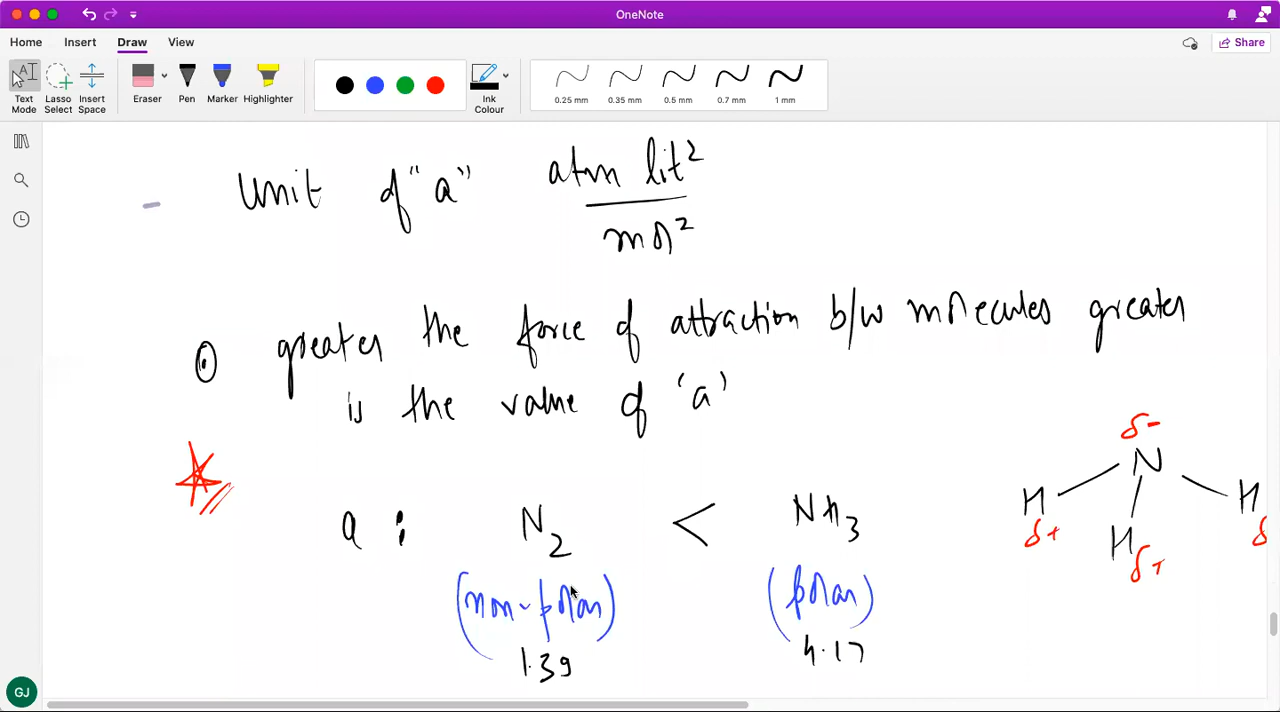 OneNote
Home Insert Draw View
Share
Text Mode
Lasso Select
Insert Space
Eraser
Pen
Marker
Highlighter
Ink Colour
0.25 mm
0.35 mm
0.5 mm
0.7 mm
1 mm
- Unit of "a" atm lit²
mol²
greater the force of attraction b/w molecules greater
is the value of 'a'
δ-
N
H H
δ+ δ
H
δ+
a : N₂ < NH₃
(non-polar) (polar)
1.39 4.17
GJ